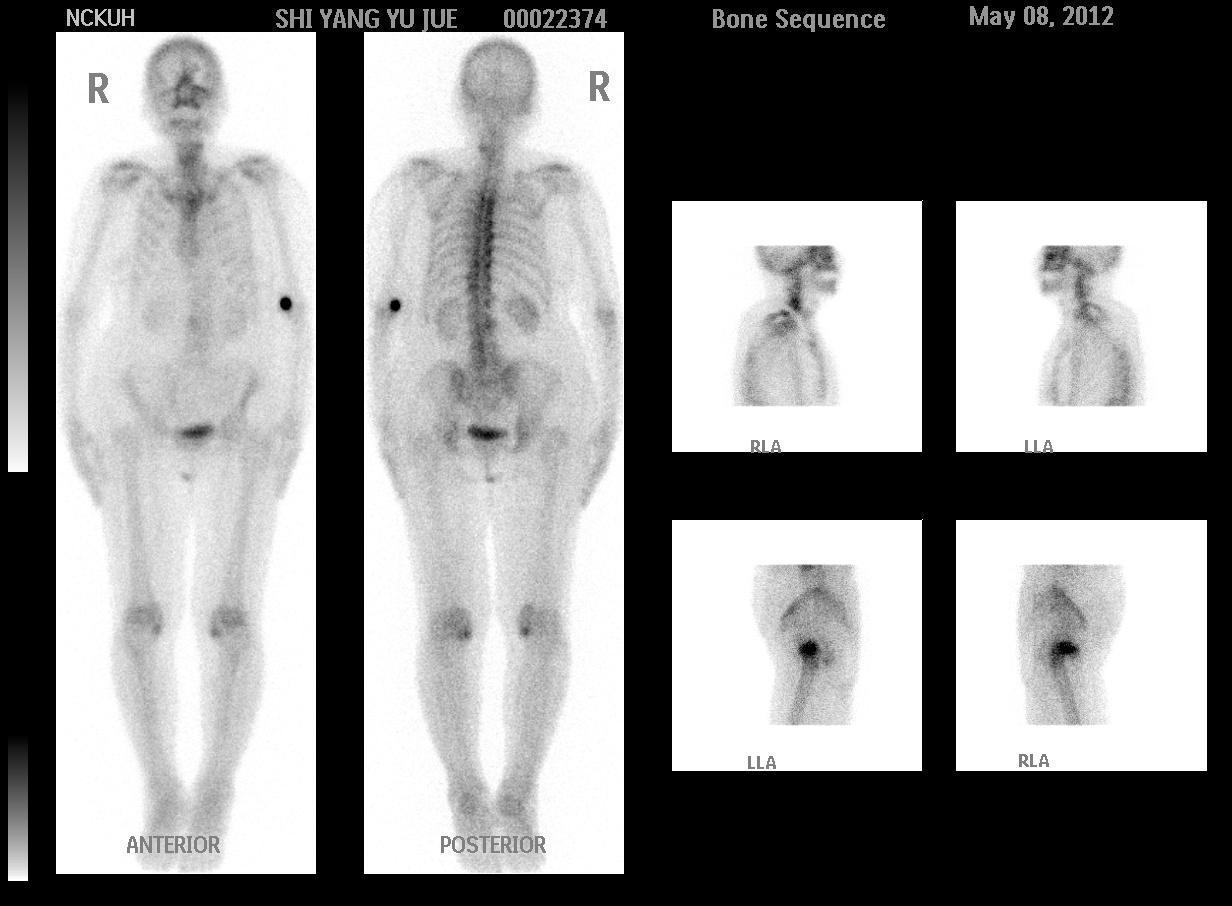 NCKUH SHI YANG YU JUE 00022374 Bone Sequence May 08, 2012
R R
RLA LLA
LLA RLA
ANTERIOR POSTERIOR